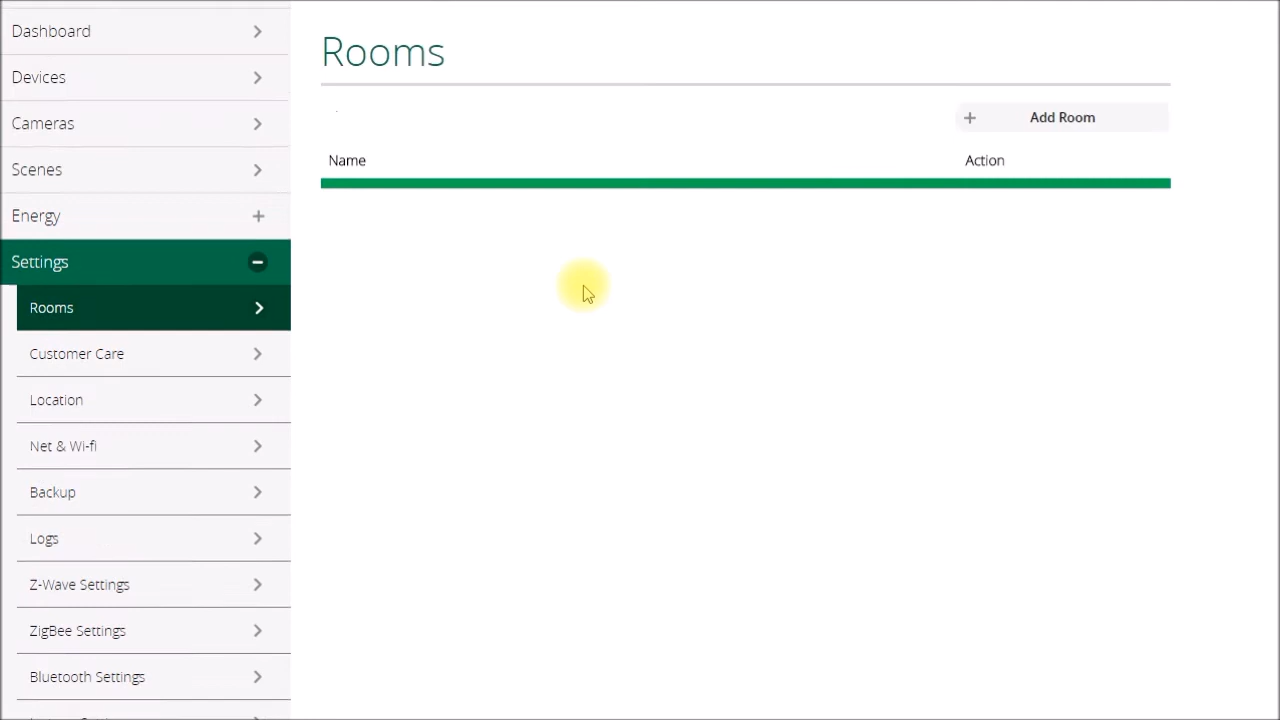 Dashboard
Devices
Cameras
Scenes
Energy
Settings
Rooms
Customer Care
Location
Net & Wi-fi
Backup
Logs
Z-Wave Settings
ZigBee Settings
Bluetooth Settings
Rooms
Add Room
Name Action